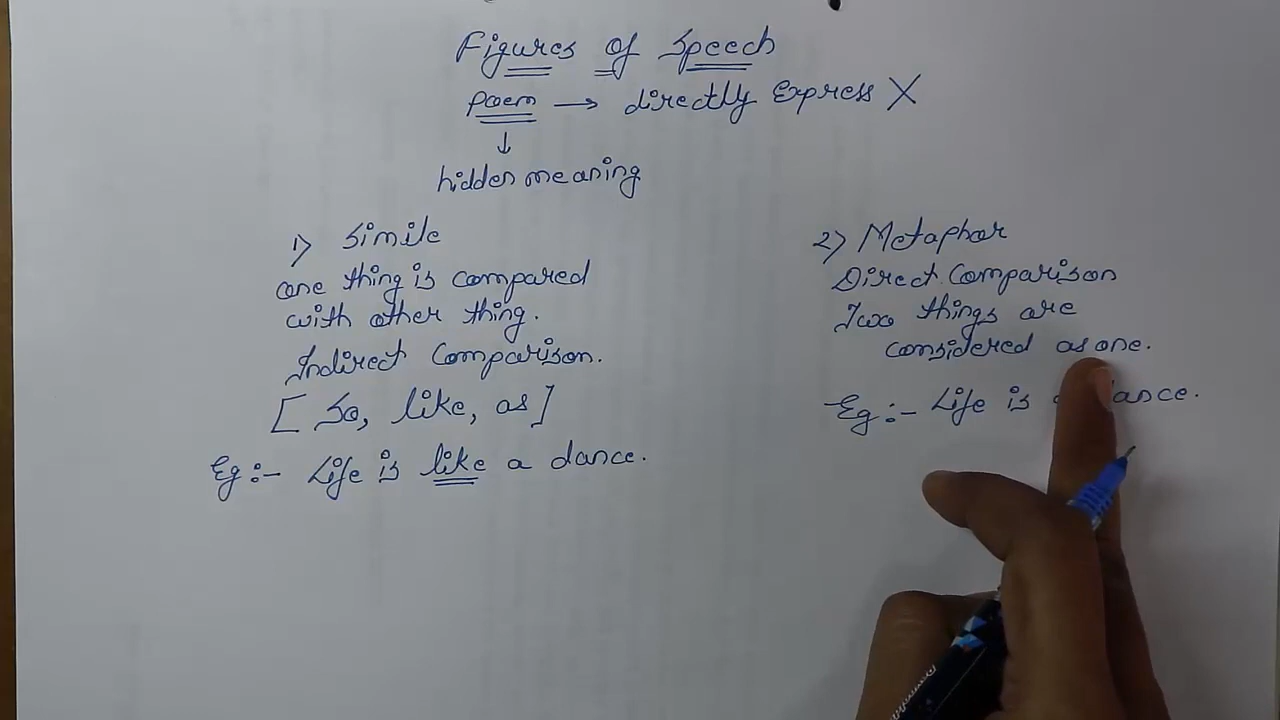 Figures of Speech
Poem → directly Express X
↓
hidden meaning
1) Simile
one thing is compared
with other thing.
Indirect Comparison.
[ So, like, as ]
Eg:- Life is like a dance.
2) Metaphor
Direct Comparison
Two things are
Considered as one.
Eg:- Life is dance.